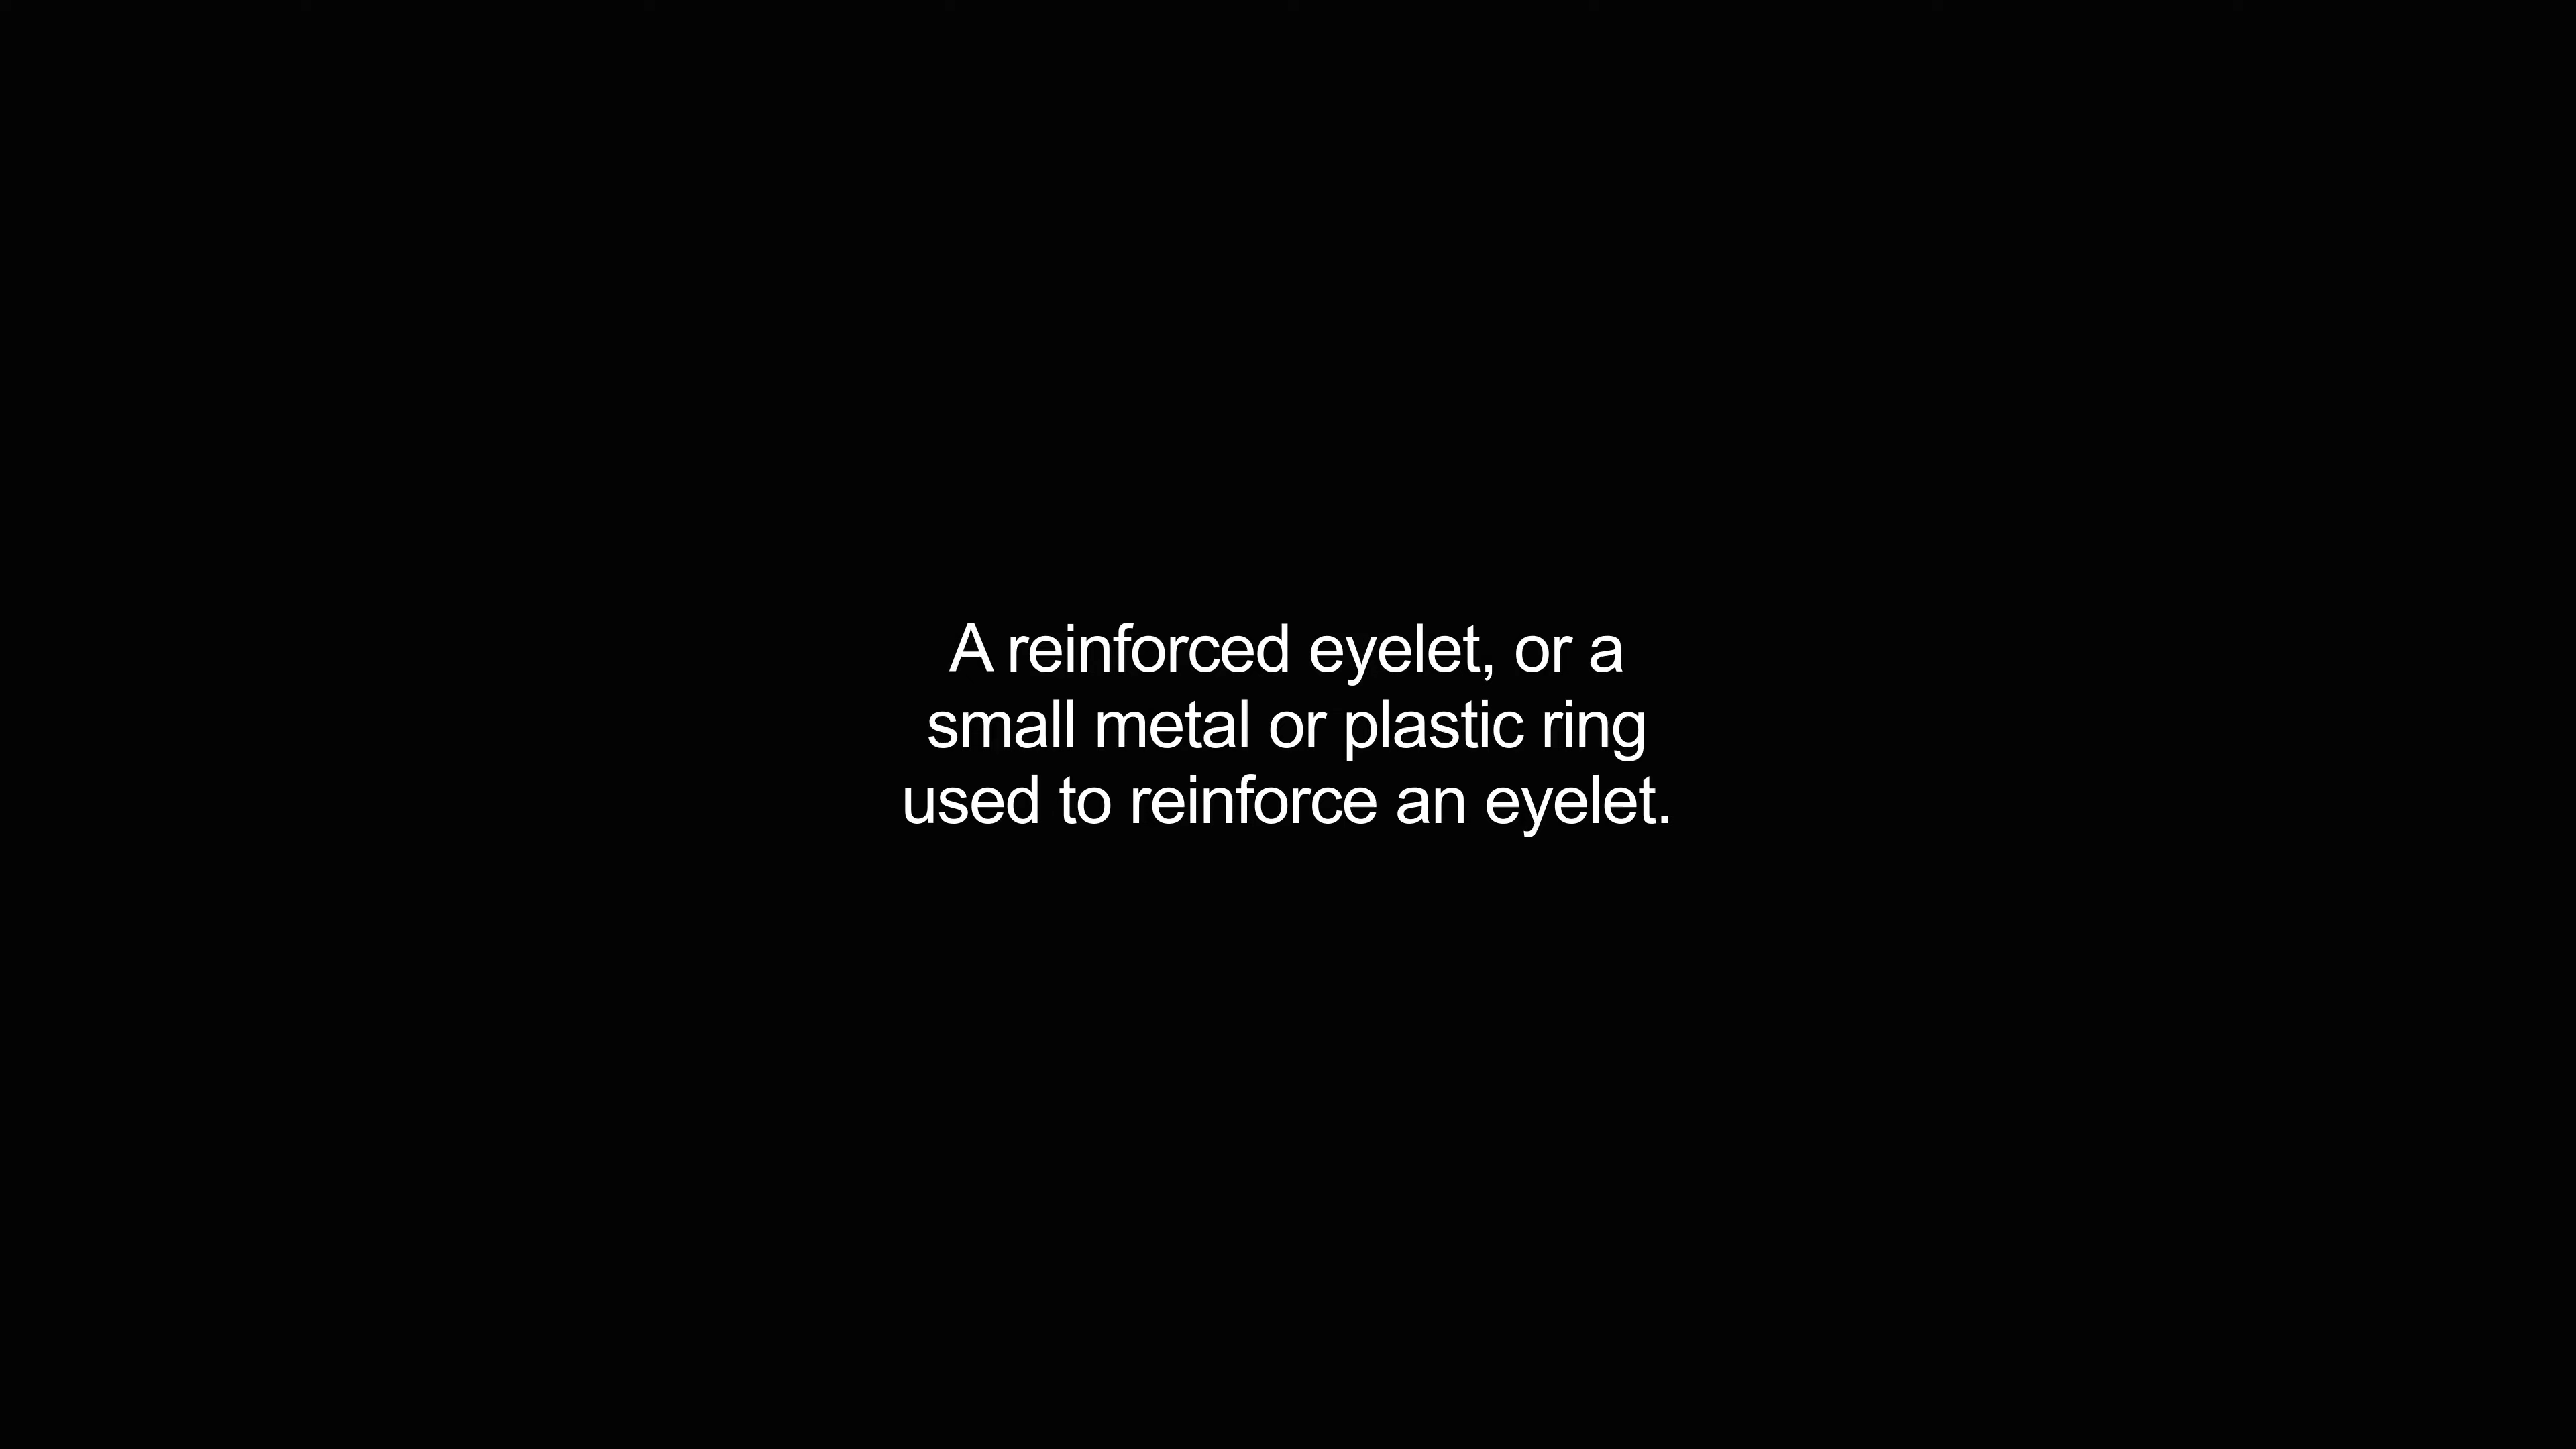 A reinforced eyelet, or a
small metal or plastic ring
used to reinforce an eyelet.